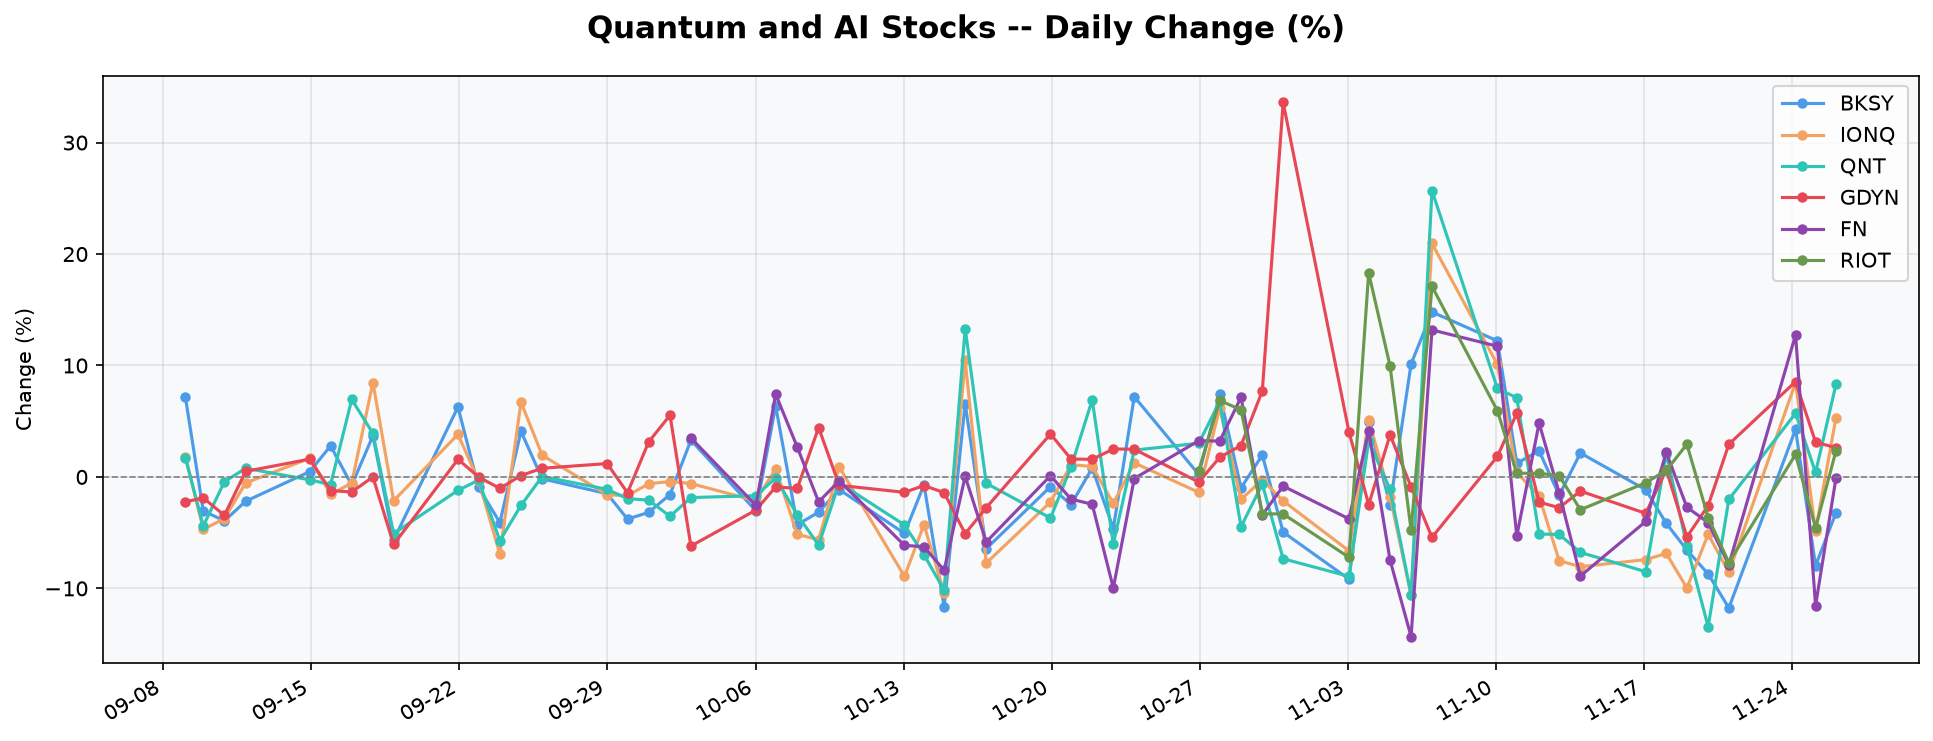 Quantum and AI Stocks -- Daily Change (%)
Change (%)
30
20
10
0
−10
BKSY
IONQ
QNT
GDYN
FN
RIOT
09-08
09-15
09-22
09-29
10-06
10-13
10-20
10-27
11-03
11-10
11-17
11-24